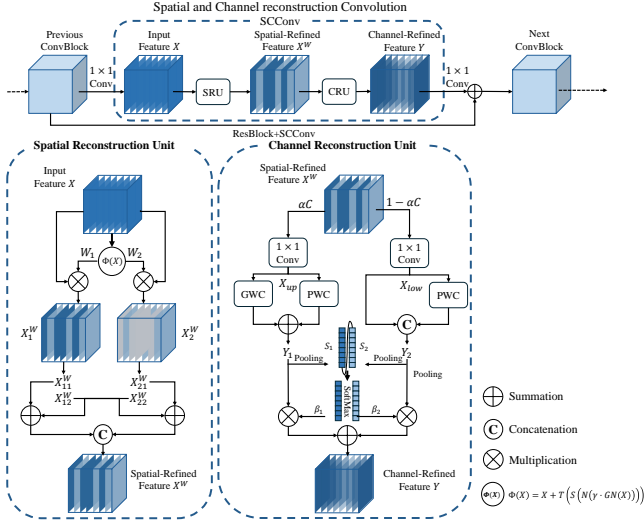 Spatial and Channel reconstruction Convolution
SCConv
Previous
ConvBlock
1 × 1
Conv
Input
Feature X
SRU
Spatial-Refined
Feature X^W
CRU
Channel-Refined
Feature Y
1 × 1
Conv
Next
ConvBlock
ResBlock+SCConv
Spatial Reconstruction Unit
Input
Feature X
W_1
Φ(X)
W_2
X_1^W
X_2^W
X_11^W
X_21^W
X_12^W
X_22^W
C
Spatial-Refined
Feature X^W
Channel Reconstruction Unit
Spatial-Refined
Feature X^W
αC
1 − αC
1 × 1
Conv
1 × 1
Conv
X_up
X_low
GWC
PWC
PWC
C
S_1
S_2
Y_1
Y_2
Pooling
Pooling
Pooling
SoftMax
β_1
β_2
Channel-Refined
Feature Y
Summation
C
Concatenation
Multiplication
Φ(X)
Φ(X) = X + T(S(N(γ · GN(X))))